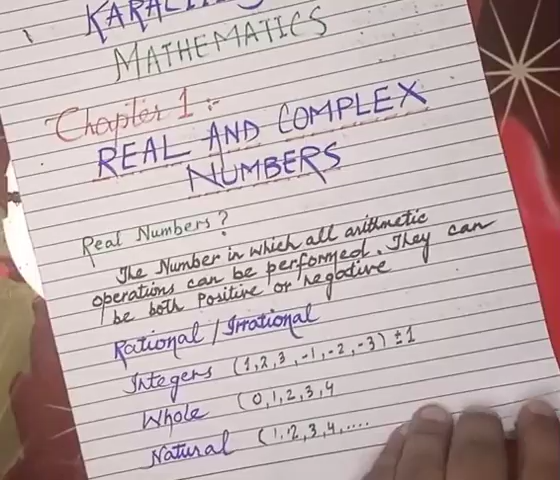 MATHEMATICS
Chapter 1 :-
REAL AND COMPLEX
NUMBERS
Real Numbers ?
The Number in which all arithmetic
operations can be performed. They can
be both Positive or negative
Rational / Irrational
Integers (1,2,3,-1,-2,-3) ±1
Whole (0,1,2,3,4
Natural (1,2,3,4,....